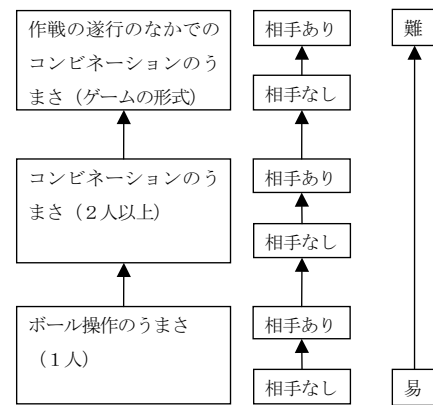 作戦の遂行のなかでの
コンビネーションのう
まさ（ゲームの形式）
相手あり
相手なし
難
コンビネーションのう
まさ（２人以上）
相手あり
相手なし
ボール操作のうまさ
（１人）
相手あり
相手なし
易